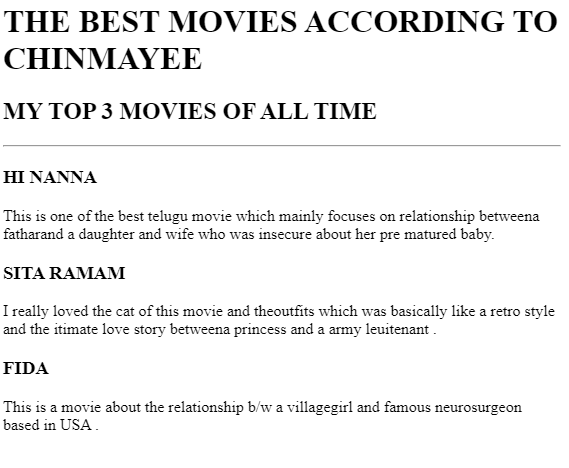 THE BEST MOVIES ACCORDING TO
CHINMAYEE
MY TOP 3 MOVIES OF ALL TIME
HI NANNA
This is one of the best telugu movie which mainly focuses on relationship betweena
fatharand a daughter and wife who was insecure about her pre matured baby.
SITA RAMAM
I really loved the cat of this movie and theoutfits which was basically like a retro style
and the itimate love story betweena princess and a army leuitenant .
FIDA
This is a movie about the relationship b/w a villagegirl and famous neurosurgeon
based in USA .